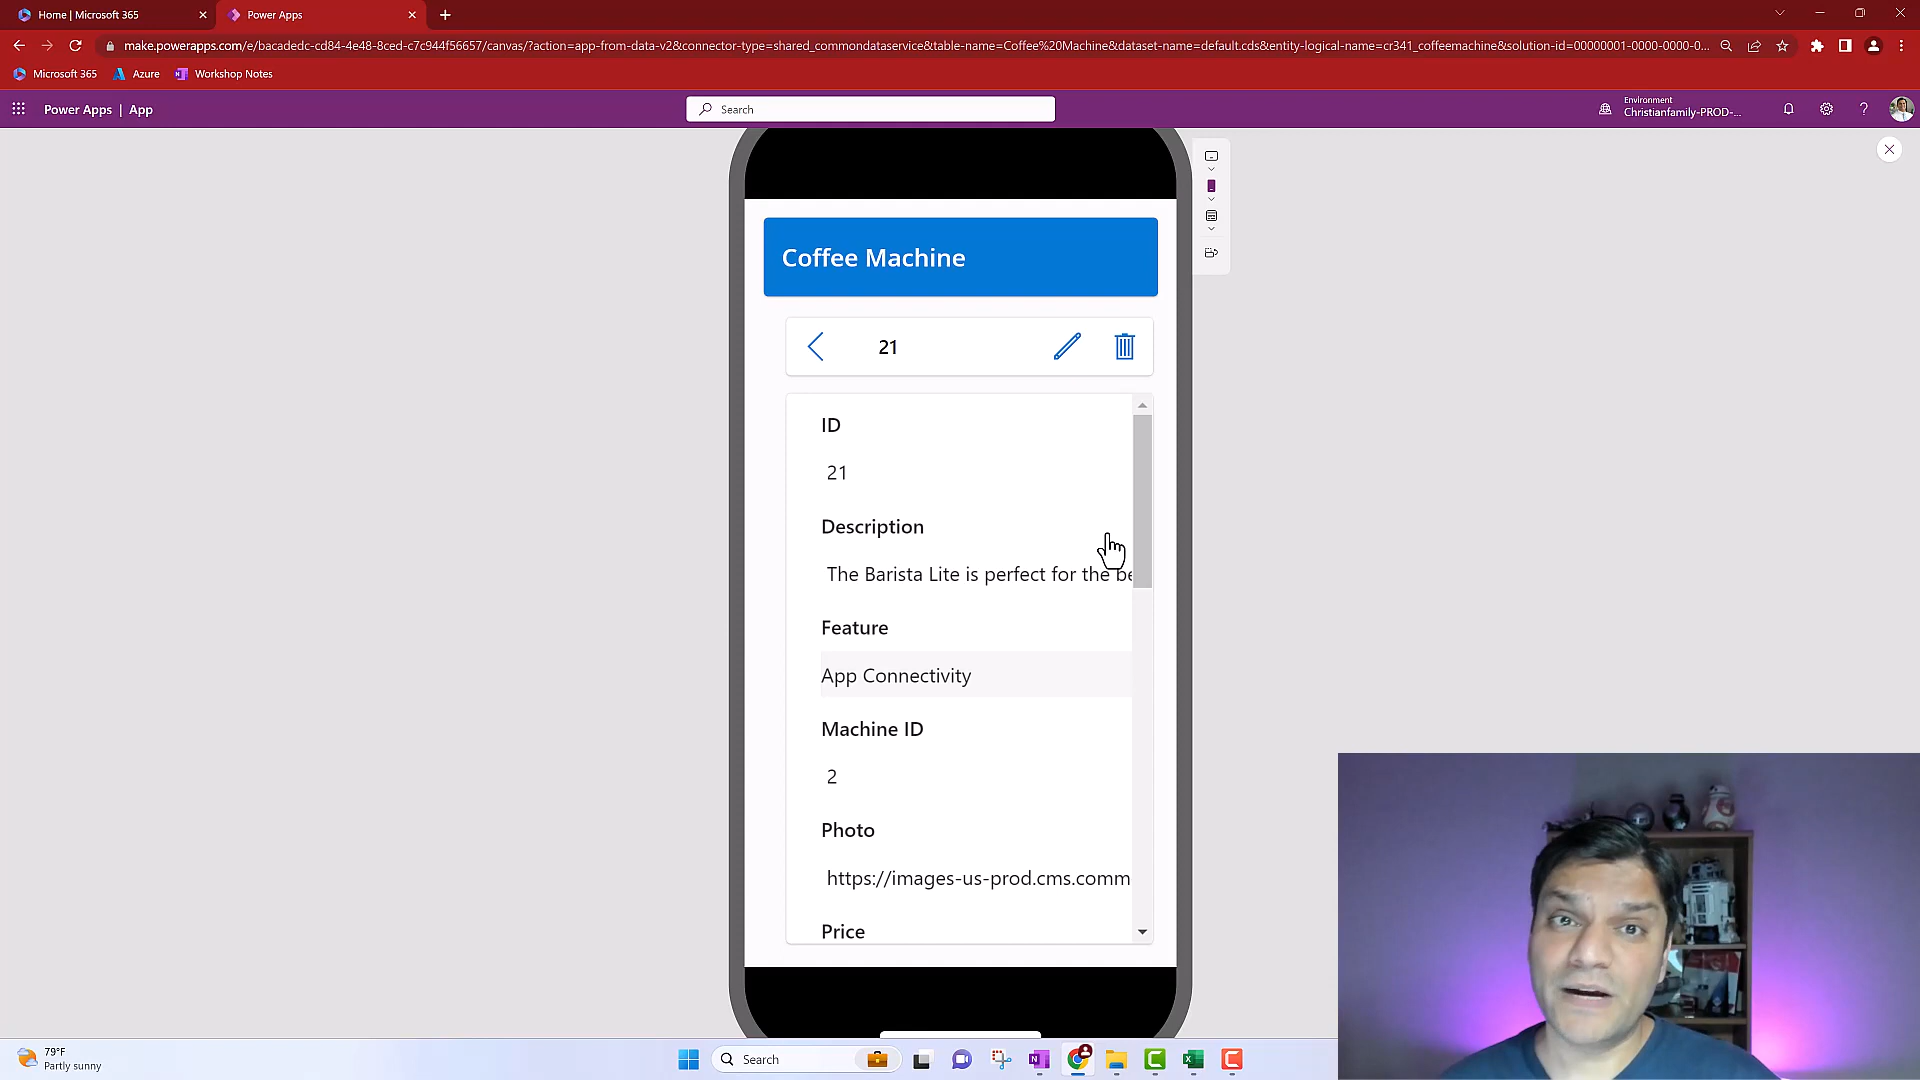 Home | Microsoft 365
Power Apps
make.powerapps.com/e/bacadedc-cd84-4e48-8ced-c7c944f56657/canvas/?action=app-from-data-v2&connector-type=shared_commondataservice&table-name=Coffee%20Machine&dataset-name=default.cds&entity-logical-name=cr341_coffeemachine&solution-id=00000001-0000-0000-0...
Microsoft 365
Azure
Workshop Notes
Power Apps | App
Search
Environment
Christianfamily-PROD-...
Coffee Machine
21
ID
21
Description
The Barista Lite is perfect for the be
Feature
App Connectivity
Machine ID
2
Photo
https://images-us-prod.cms.comm
Price
79°F
Partly sunny
Search